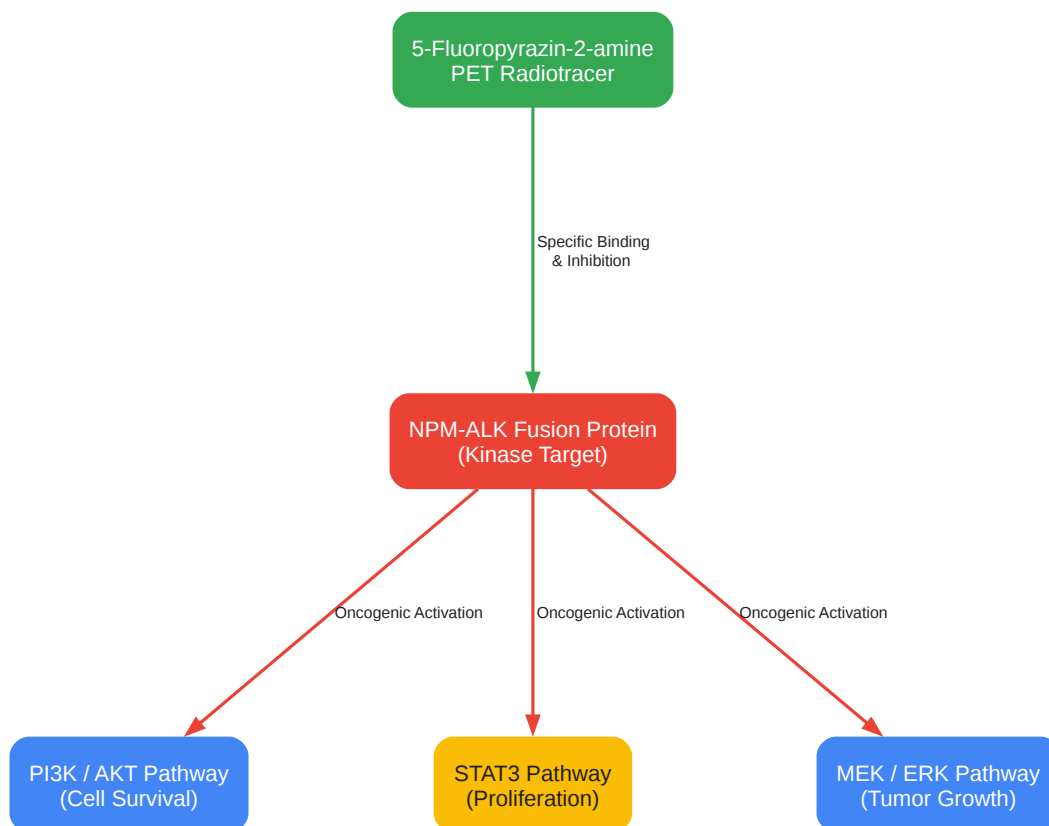 5-Fluoropyrazin-2-amine
PET Radiotracer
Specific Binding
& Inhibition
NPM-ALK Fusion Protein
(Kinase Target)
Oncogenic Activation
Oncogenic Activation
Oncogenic Activation
PI3K / AKT Pathway
(Cell Survival)
STAT3 Pathway
(Proliferation)
MEK / ERK Pathway
(Tumor Growth)